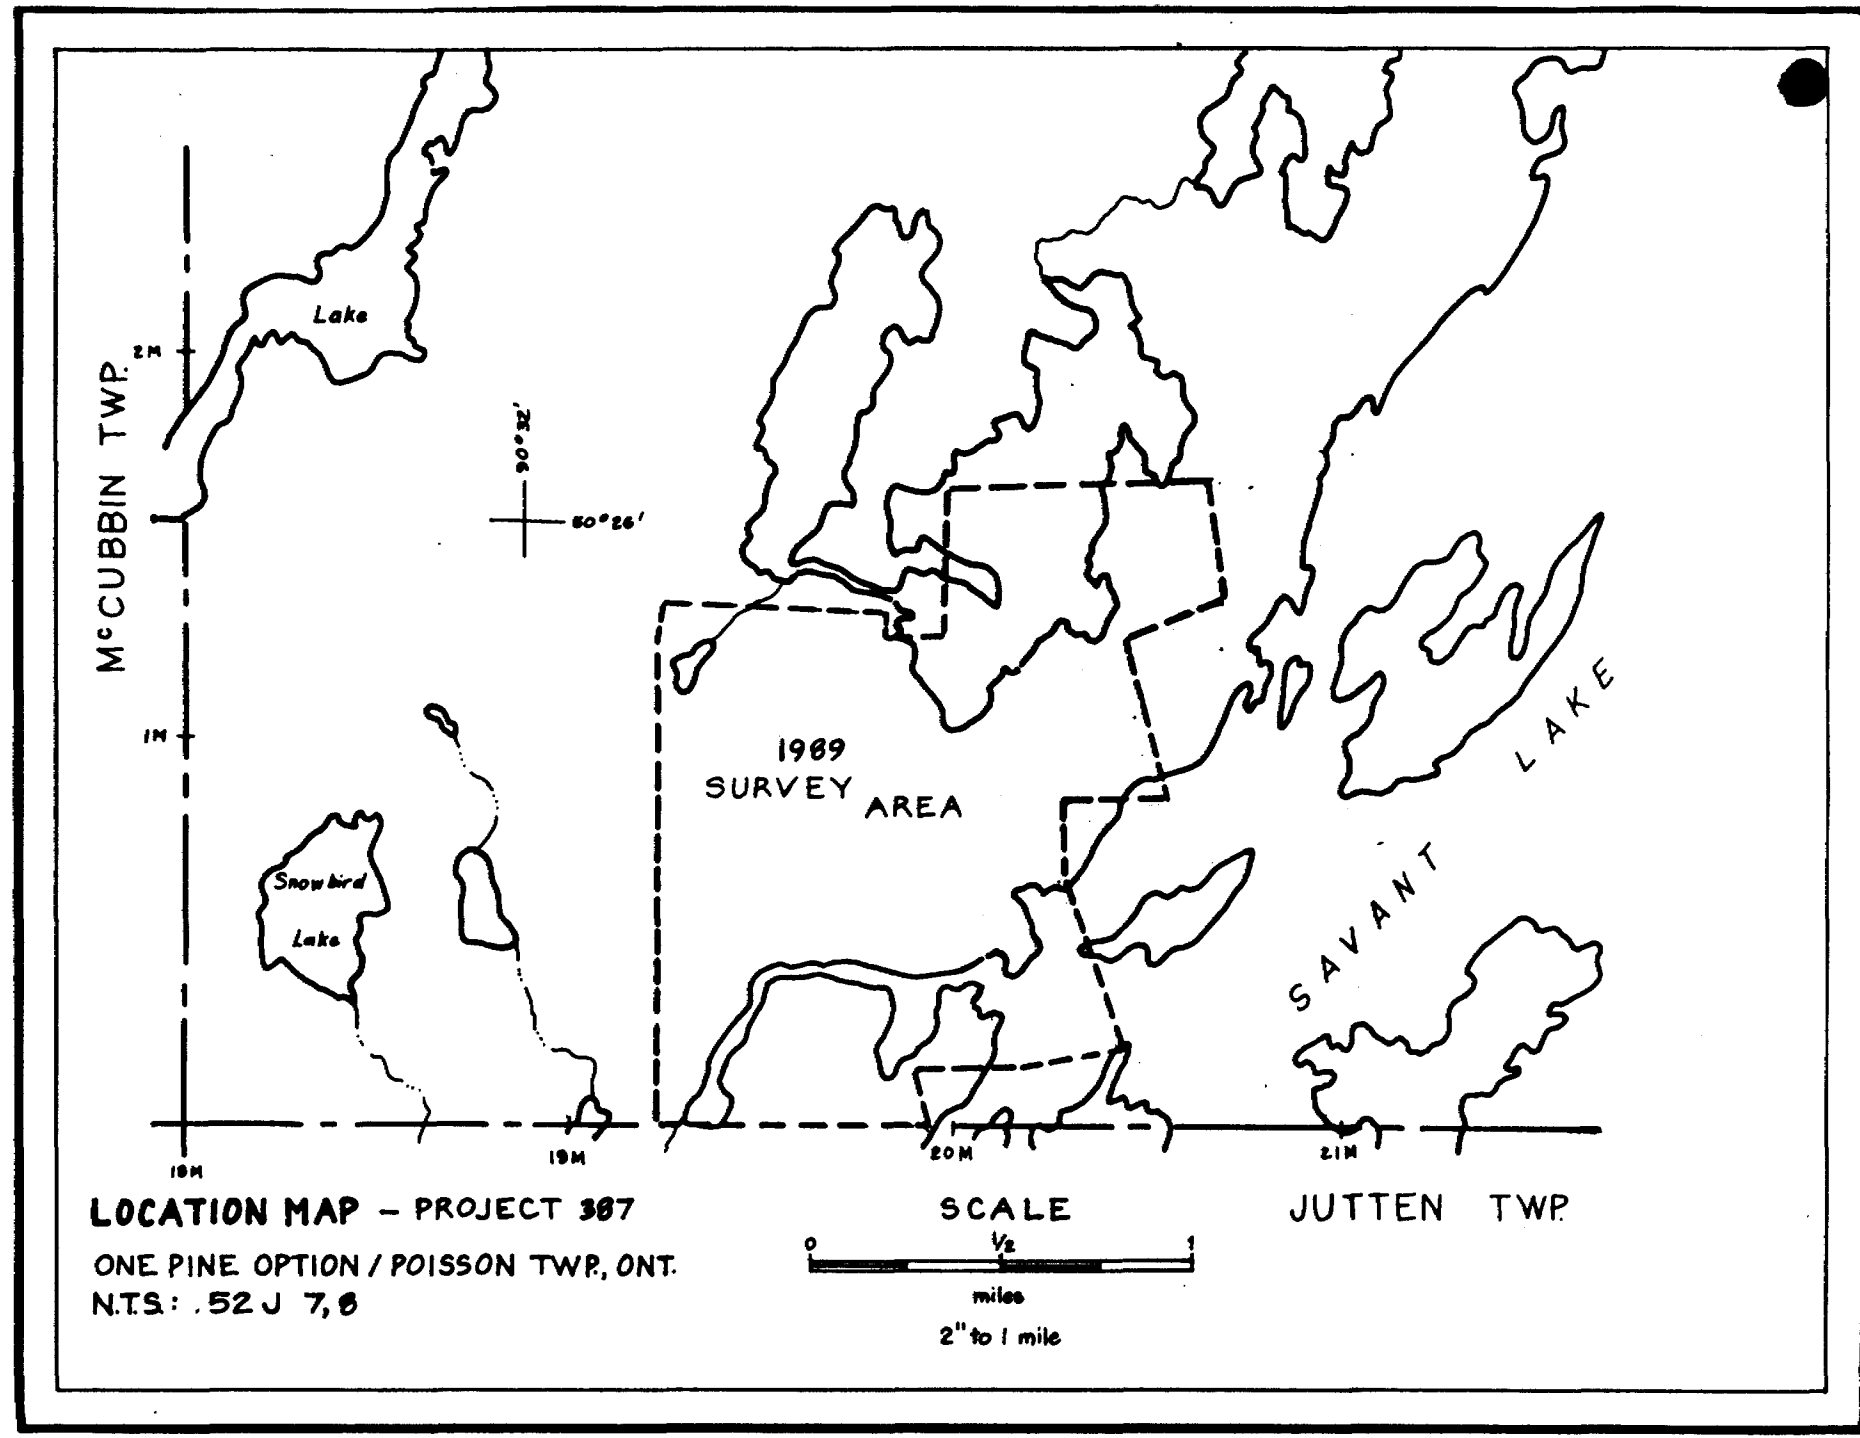 Lake
2M
McCUBBIN TWP.
90°32'
50°26'
1M
1989
SURVEY AREA
LAKE
SAVANT
Snowbird
Lake
18M
19M
20M
21M
LOCATION MAP – PROJECT 387
SCALE
JUTTEN TWP.
ONE PINE OPTION / POISSON TWP., ONT.
0 1/2 1
N.T.S.: .52 J 7,8
miles
2" to 1 mile